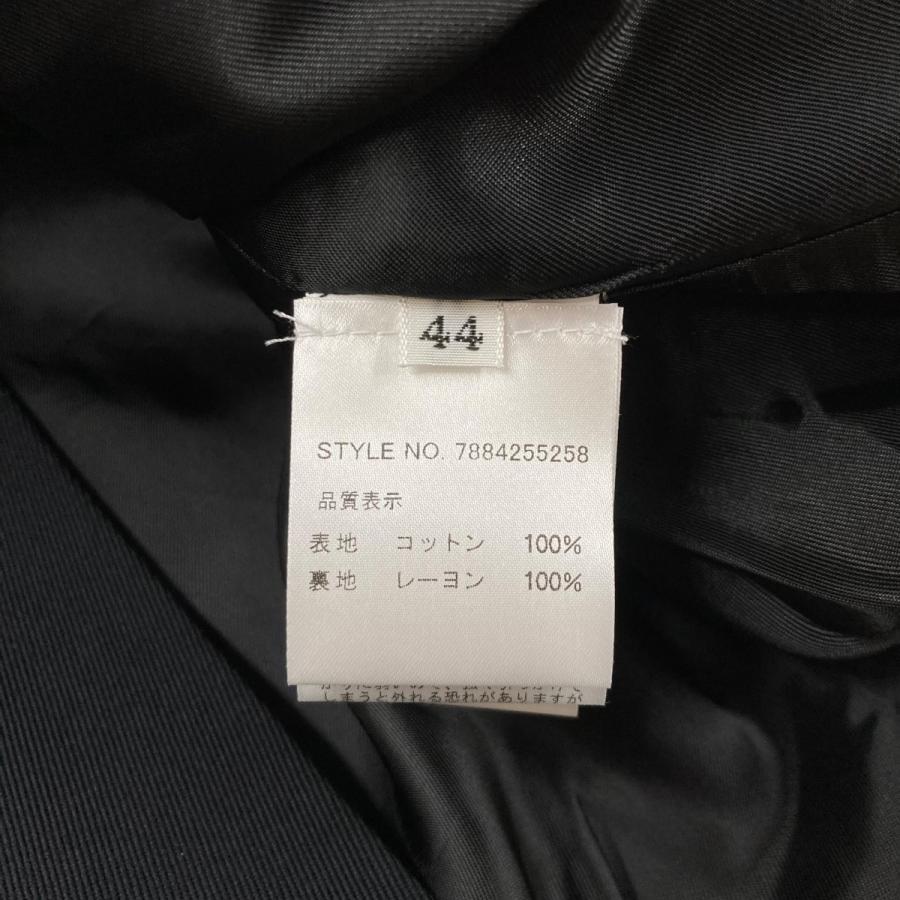 44
STYLE NO. 7884255258
品質表示
表地 コットン 100%
裏地 レーヨン 100%
しまうと外れる恐れがありますが